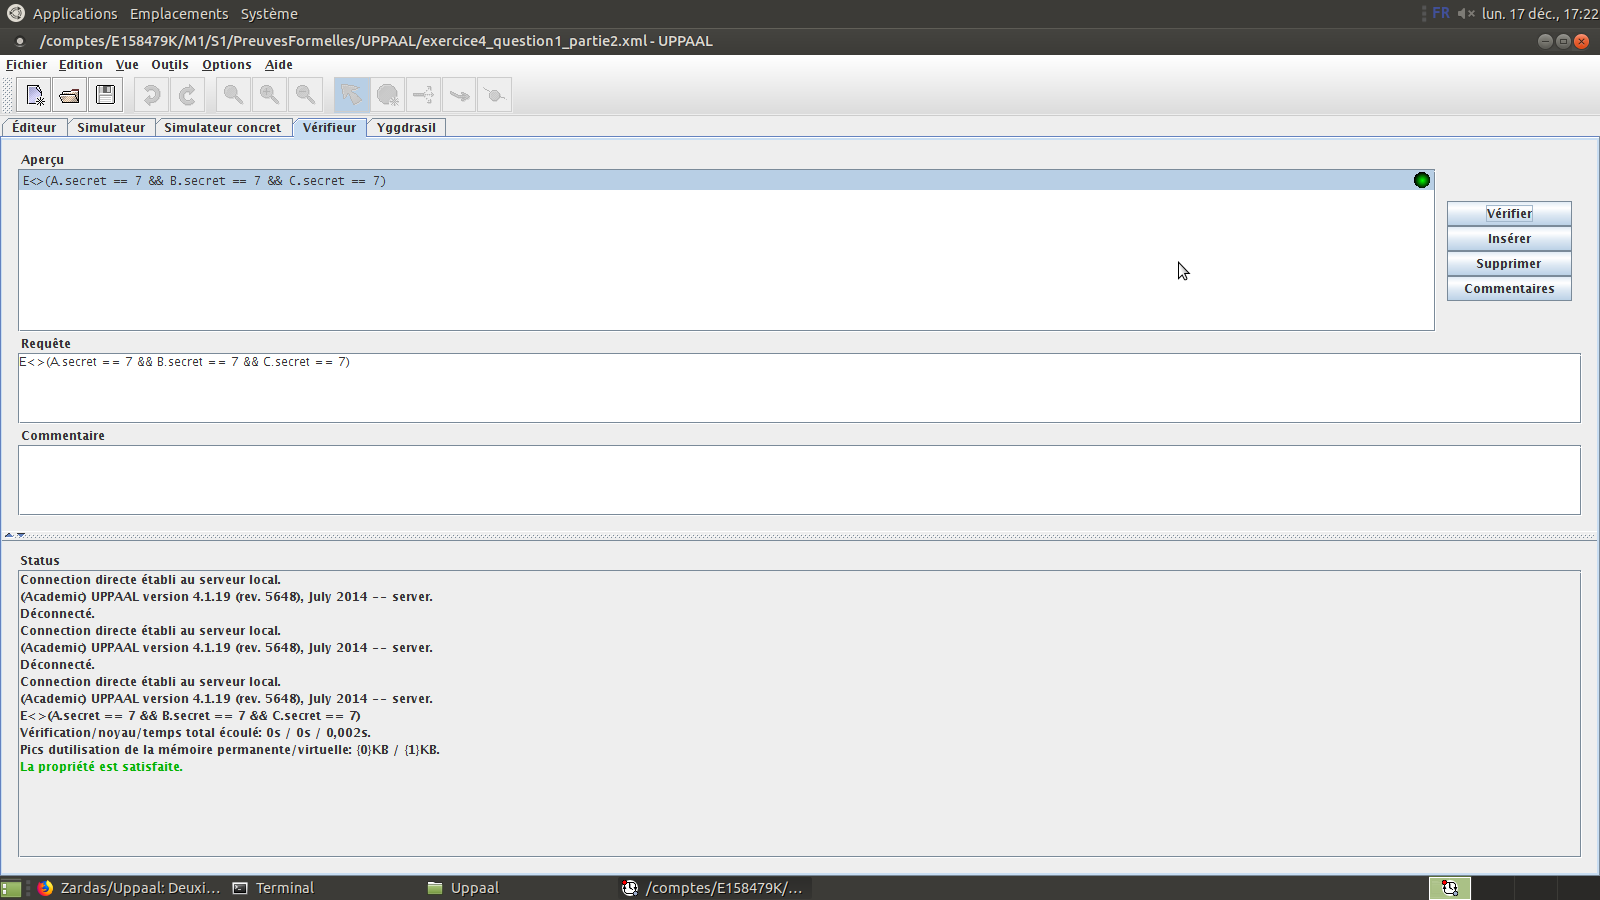 Applications Emplacements Système FR lun. 17 déc., 17:22
/comptes/E158479K/M1/S1/PreuvesFormelles/UPPAAL/exercice4_question1_partie2.xml - UPPAAL
Fichier Edition Vue Outils Options Aide
Éditeur Simulateur Simulateur concret Vérifieur Yggdrasil
Aperçu
E<>(A.secret == 7 && B.secret == 7 && C.secret == 7)
Vérifier
Insérer
Supprimer
Commentaires
Requête
E<>(A.secret == 7 && B.secret == 7 && C.secret == 7)
Commentaire
Status
Connection directe établi au serveur local.
(Academic) UPPAAL version 4.1.19 (rev. 5648), July 2014 -- server.
Déconnecté.
Connection directe établi au serveur local.
(Academic) UPPAAL version 4.1.19 (rev. 5648), July 2014 -- server.
Déconnecté.
Connection directe établi au serveur local.
(Academic) UPPAAL version 4.1.19 (rev. 5648), July 2014 -- server.
E<>(A.secret == 7 && B.secret == 7 && C.secret == 7)
Vérification/noyau/temps total écoulé: 0s / 0s / 0,002s.
Pics dutilisation de la mémoire permanente/virtuelle: {0}KB / {1}KB.
La propriété est satisfaite.
Zardas/Uppaal: Deuxi... Terminal Uppaal /comptes/E158479K/...